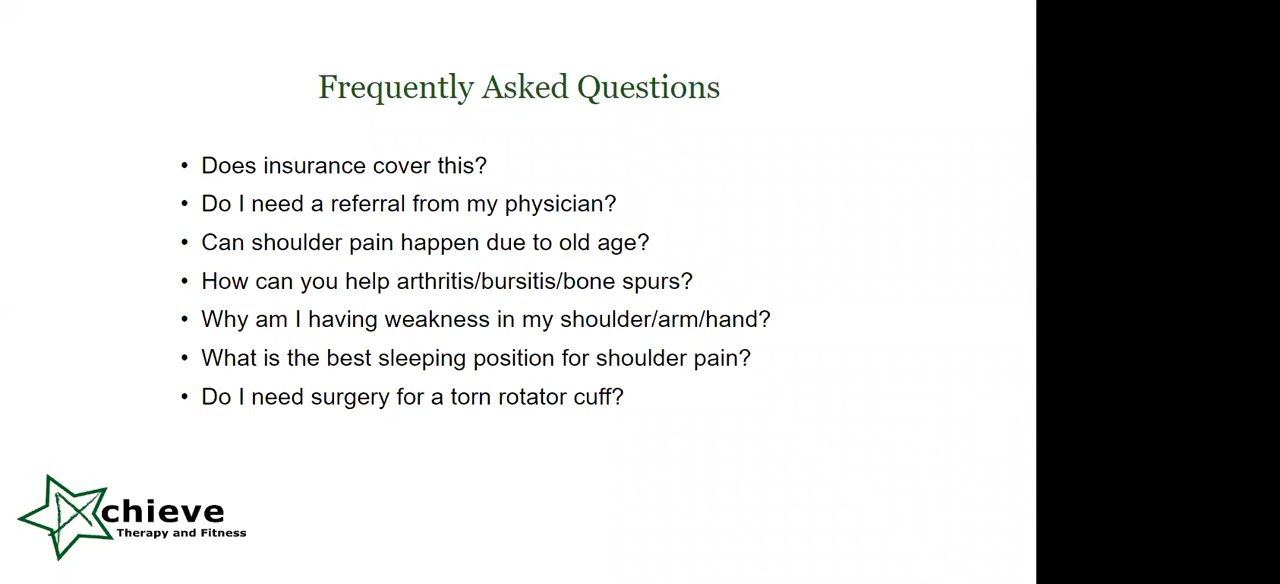 Frequently Asked Questions
• Does insurance cover this?
• Do I need a referral from my physician?
• Can shoulder pain happen due to old age?
• How can you help arthritis/bursitis/bone spurs?
• Why am I having weakness in my shoulder/arm/hand?
• What is the best sleeping position for shoulder pain?
• Do I need surgery for a torn rotator cuff?
chieve
Therapy and Fitness